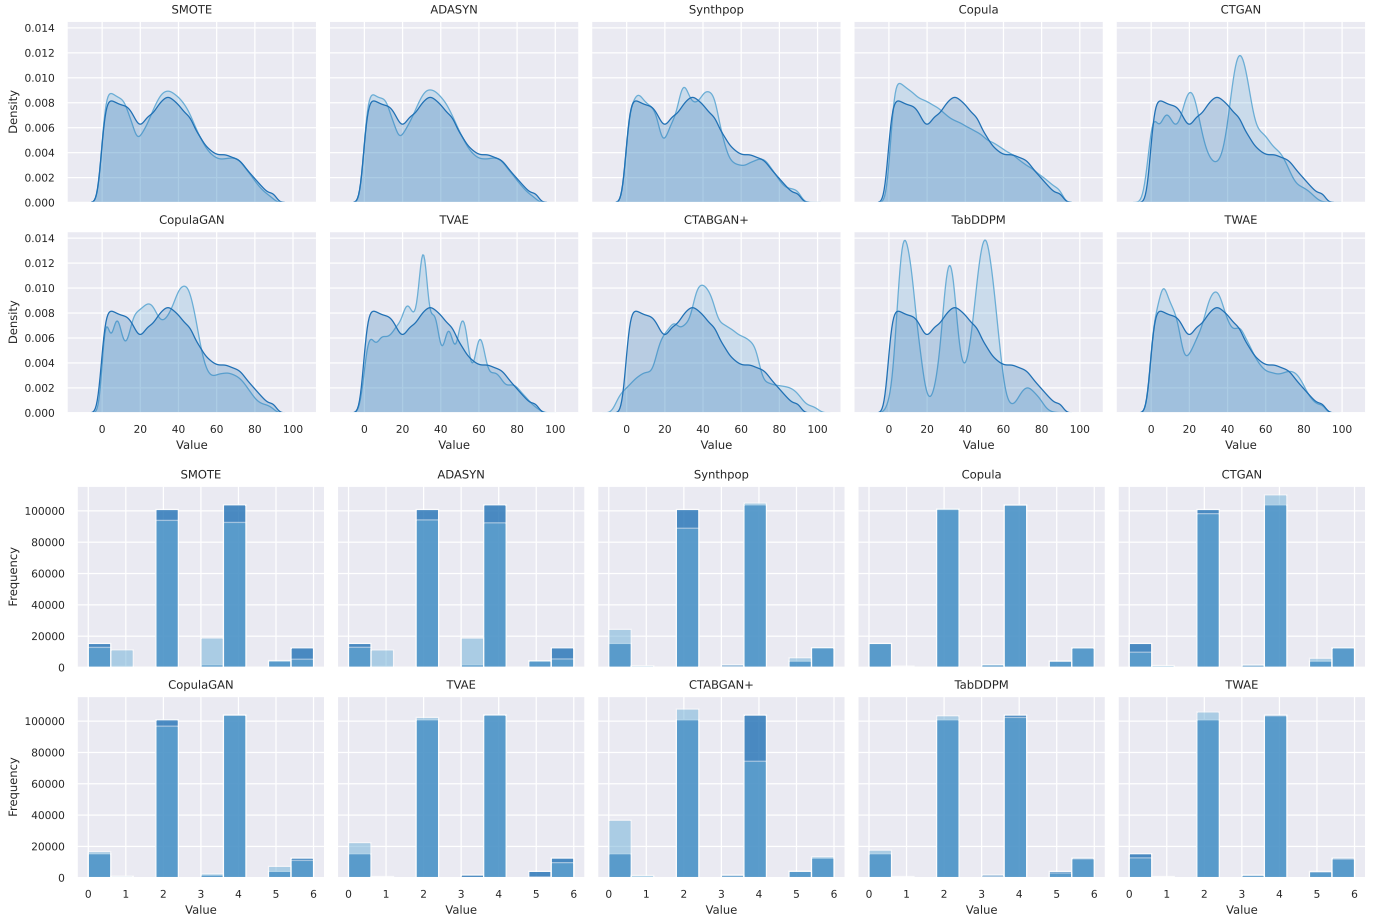 SMOTE ADASYN Synthpop Copula CTGAN
0.014
0.012
0.010
0.008
0.006
0.004
0.002
0.000
Density
CopulaGAN TVAE CTABGAN+ TabDDPM TWAE
0.014
0.012
0.010
0.008
0.006
0.004
0.002
0.000
Density
0 20 40 60 80 100 0 20 40 60 80 100 0 20 40 60 80 100 0 20 40 60 80 100 0 20 40 60 80 100
Value Value Value Value Value
SMOTE ADASYN Synthpop Copula CTGAN
100000
80000
60000
40000
20000
0
Frequency
CopulaGAN TVAE CTABGAN+ TabDDPM TWAE
100000
80000
60000
40000
20000
0
Frequency
0 1 2 3 4 5 6 0 1 2 3 4 5 6 0 1 2 3 4 5 6 0 1 2 3 4 5 6 0 1 2 3 4 5 6
Value Value Value Value Value